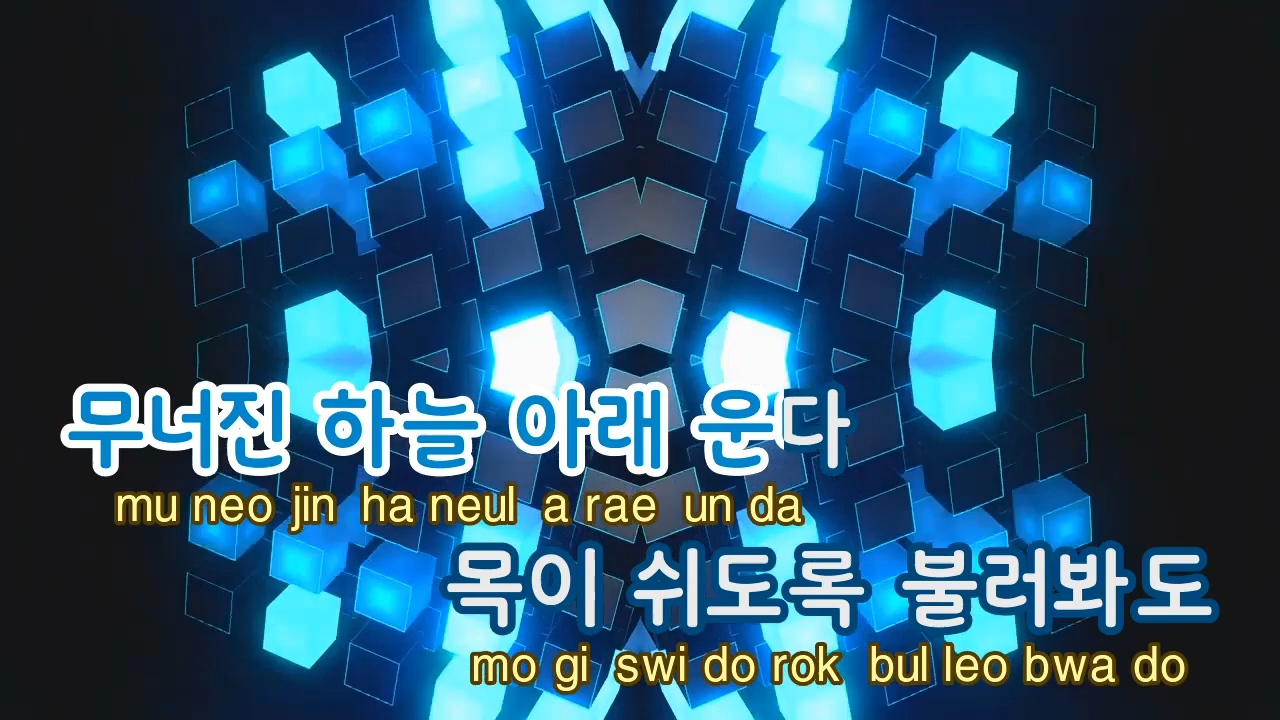 무너진 하늘 아래 운다
mu neo jin ha neul a rae un da
목이 쉬도록 불러봐도
mo gi swi do rok bul leo bwa do